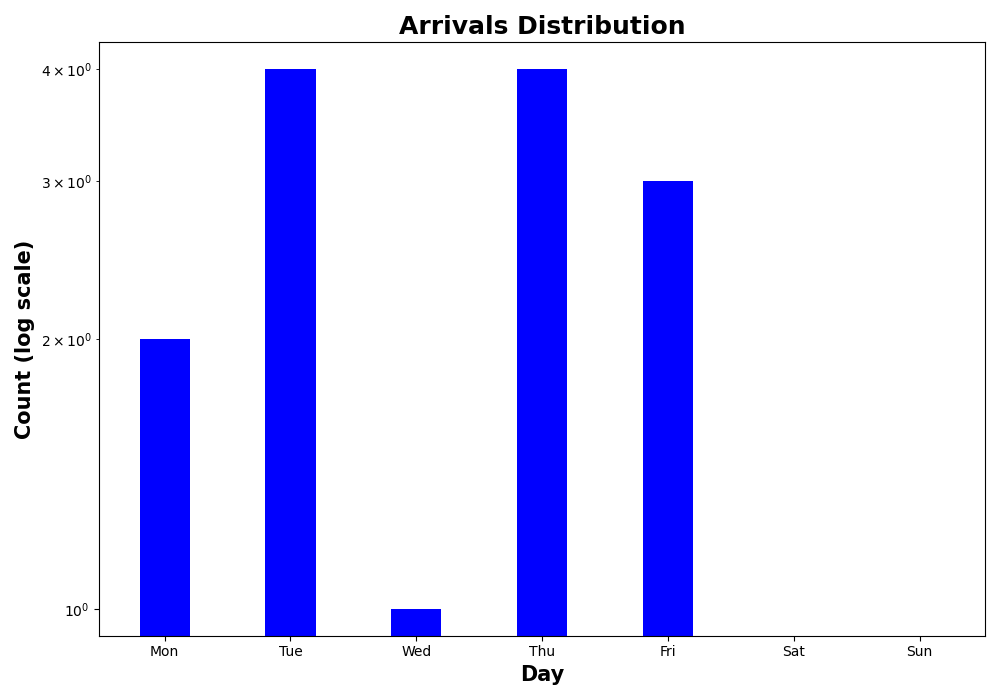 Arrivals Distribution
Count (log scale)
4 × 10⁰
3 × 10⁰
2 × 10⁰
10⁰
Mon Tue Wed Thu Fri Sat Sun
Day